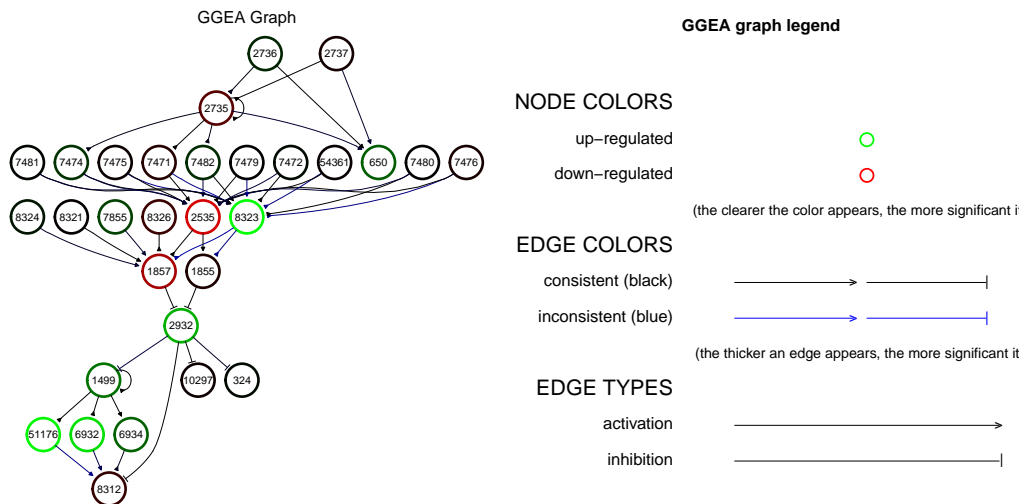 GGEA Graph
2736
2737
2735
7481
7474
7475
7471
7482
7479
7472
54361
650
7480
7476
8324
8321
7855
8326
2535
8323
1857
1855
2932
1499
10297
324
51176
6932
6934
8312
GGEA graph legend
NODE COLORS
up−regulated
down−regulated
(the clearer the color appears, the more significant it
EDGE COLORS
consistent (black)
inconsistent (blue)
(the thicker an edge appears, the more significant it
EDGE TYPES
activation
inhibition